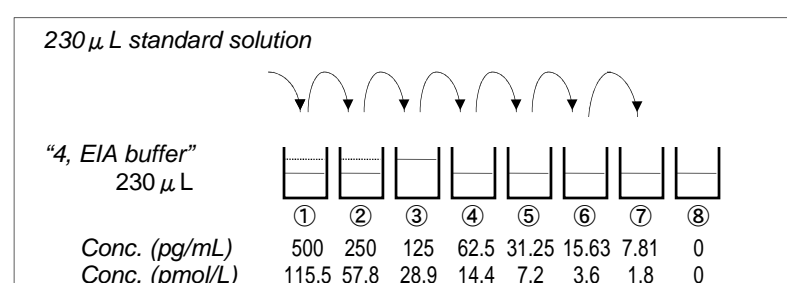 230 μ L standard solution
“4, EIA buffer”
230 μ L
① ② ③ ④ ⑤ ⑥ ⑦ ⑧
Conc. (pg/mL) 500 250 125 62.5 31.25 15.63 7.81 0
Conc. (pmol/L) 115.5 57.8 28.9 14.4 7.2 3.6 1.8 0